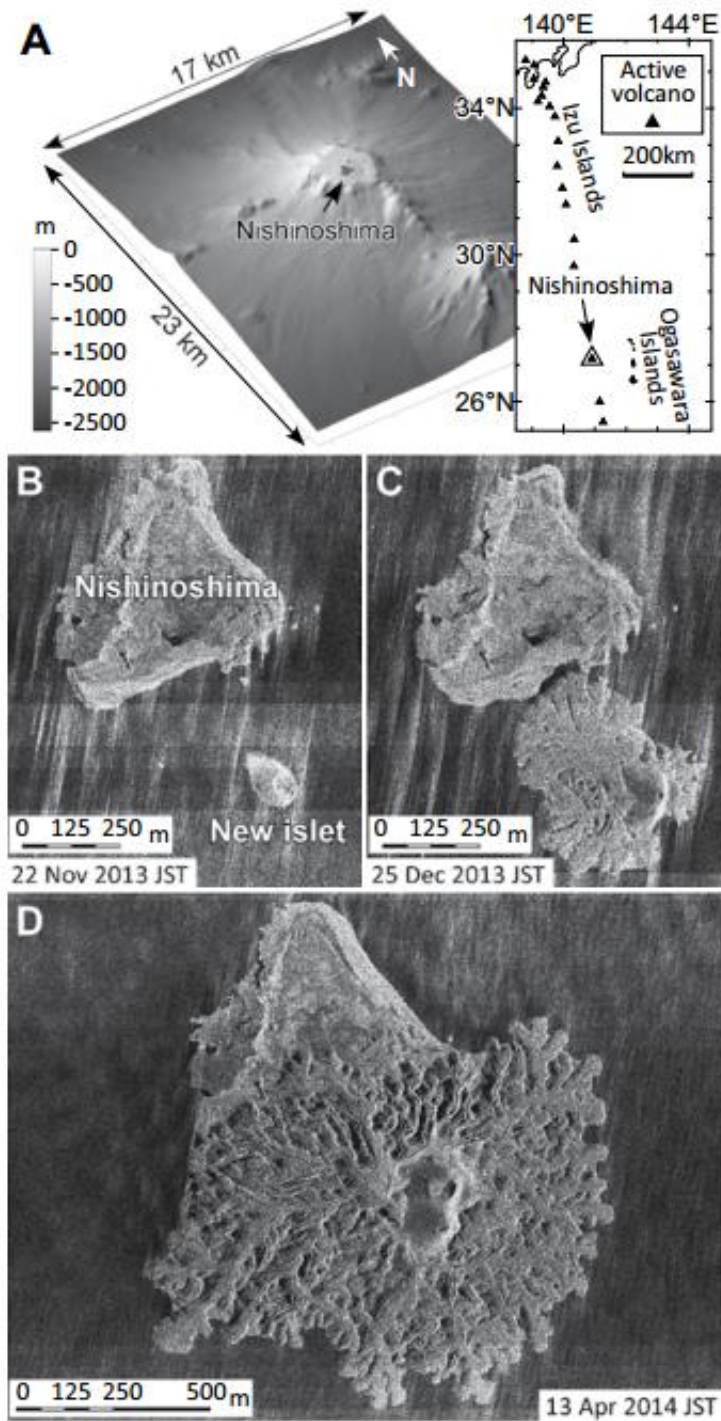 A
17 km
N
Nishinoshima
m
0
-500
-1000
-1500
-2000
-2500
23 km
140°E 144°E
34°N
30°N
26°N
Active
volcano
200km
Izu Islands
Nishinoshima
Ogasawara
Islands
B
Nishinoshima
New islet
0 125 250 m
22 Nov 2013 JST
C
0 125 250 m
25 Dec 2013 JST
D
0 125 250 500 m
13 Apr 2014 JST